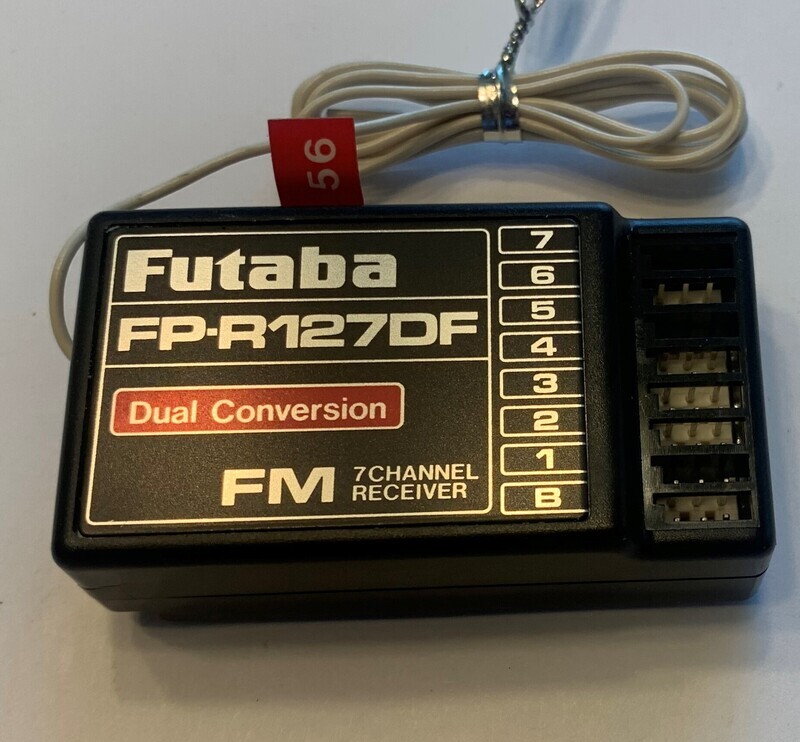 56
Futaba
FP-R127DF
Dual Conversion
FM 7CHANNEL
RECEIVER
7
6
5
4
3
2
1
B